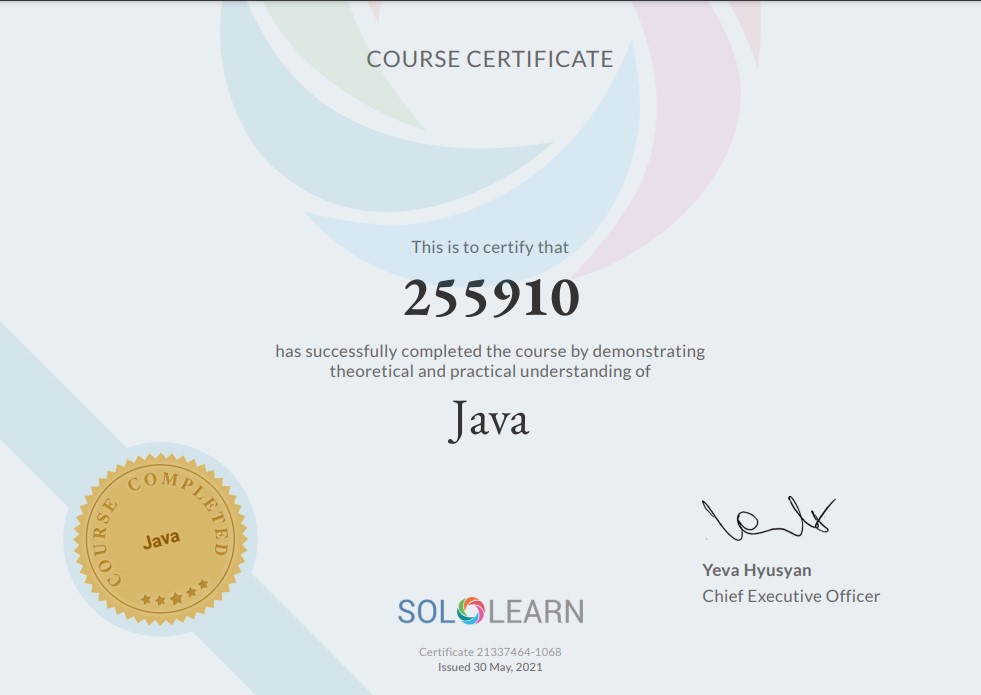 COURSE CERTIFICATE
This is to certify that
255910
has successfully completed the course by demonstrating
theoretical and practical understanding of
Java
COURSE COMPLETED
Java
Yeva Hyusyan
Chief Executive Officer
SOLOLEARN
Certificate 21337464-1068
Issued 30 May, 2021